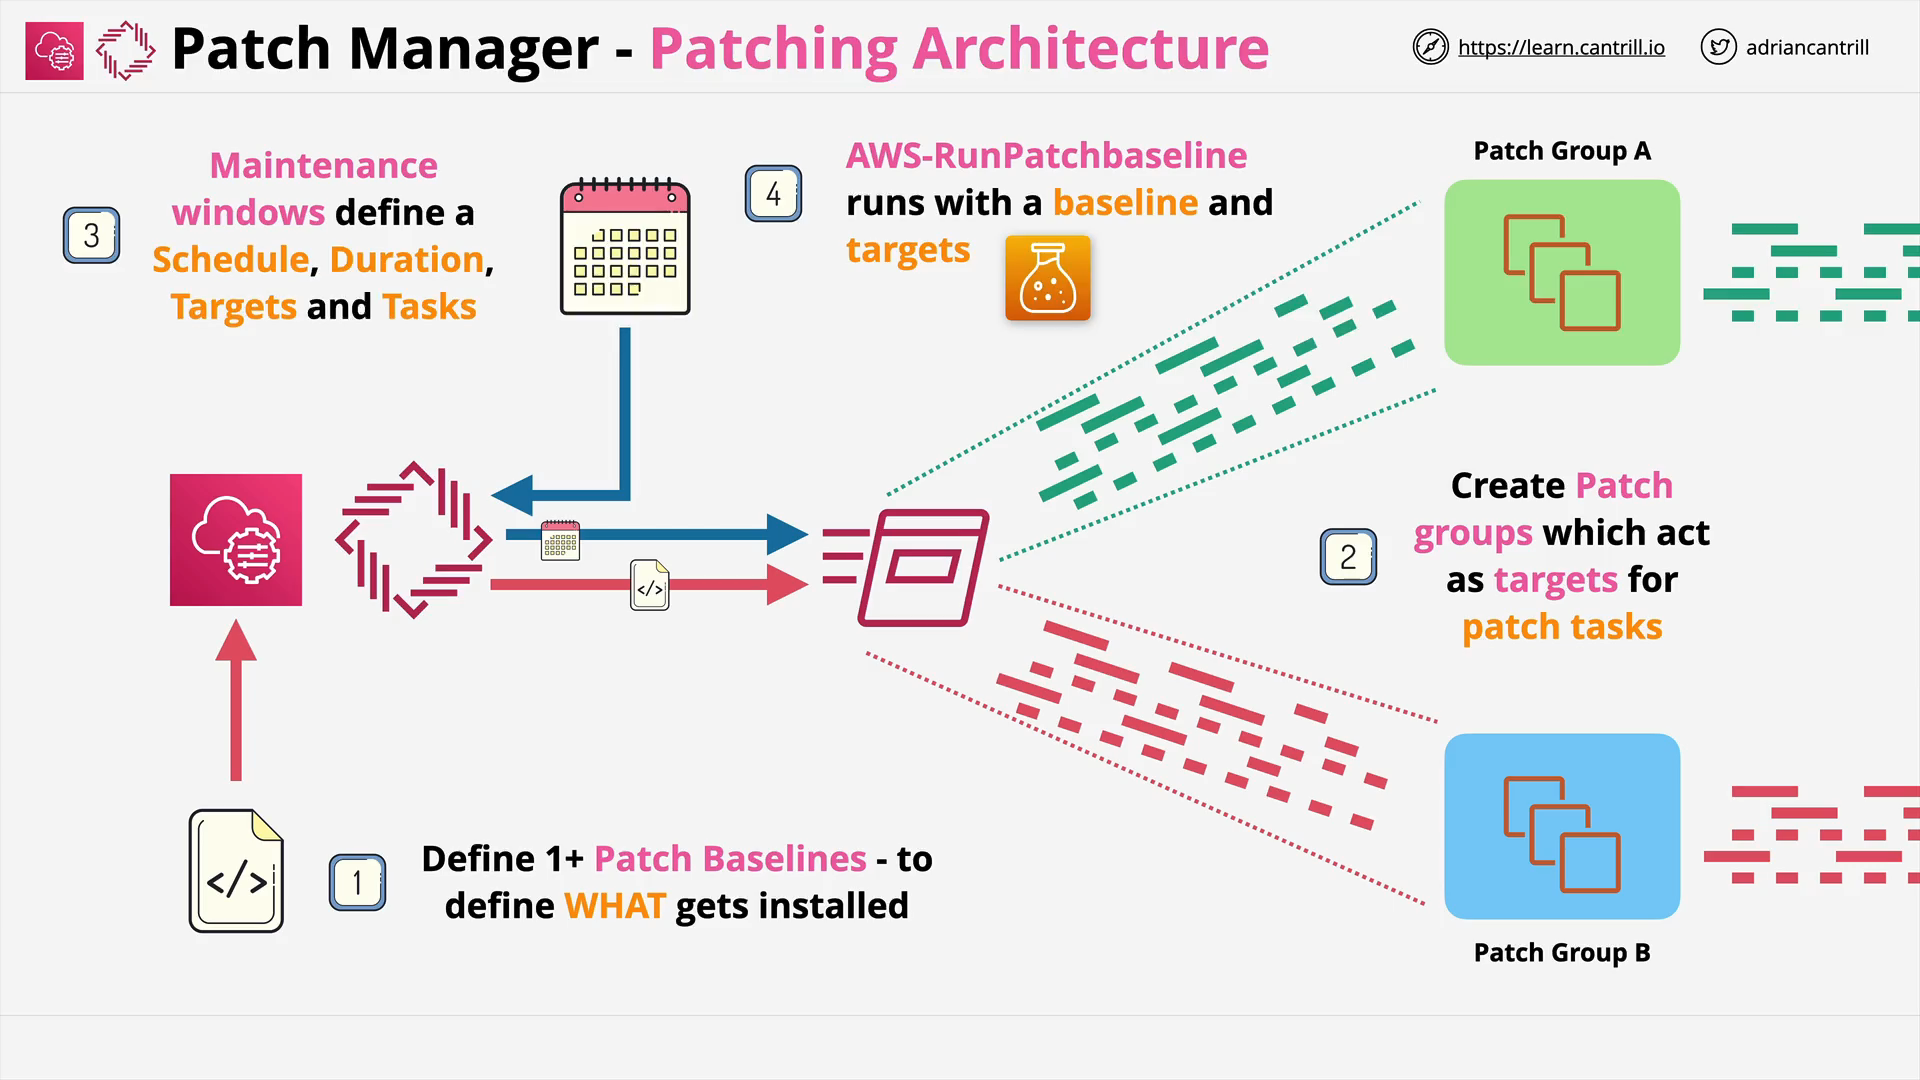 Patch Manager - Patching Architecture
https://learn.cantrill.io
adriancantrill
3
Maintenance
windows define a
Schedule, Duration,
Targets and Tasks
4
AWS-RunPatchbaseline
runs with a baseline and
targets
Patch Group A
2
Create Patch
groups which act
as targets for
patch tasks
</>
</>
1
Define 1+ Patch Baselines - to
define WHAT gets installed
Patch Group B